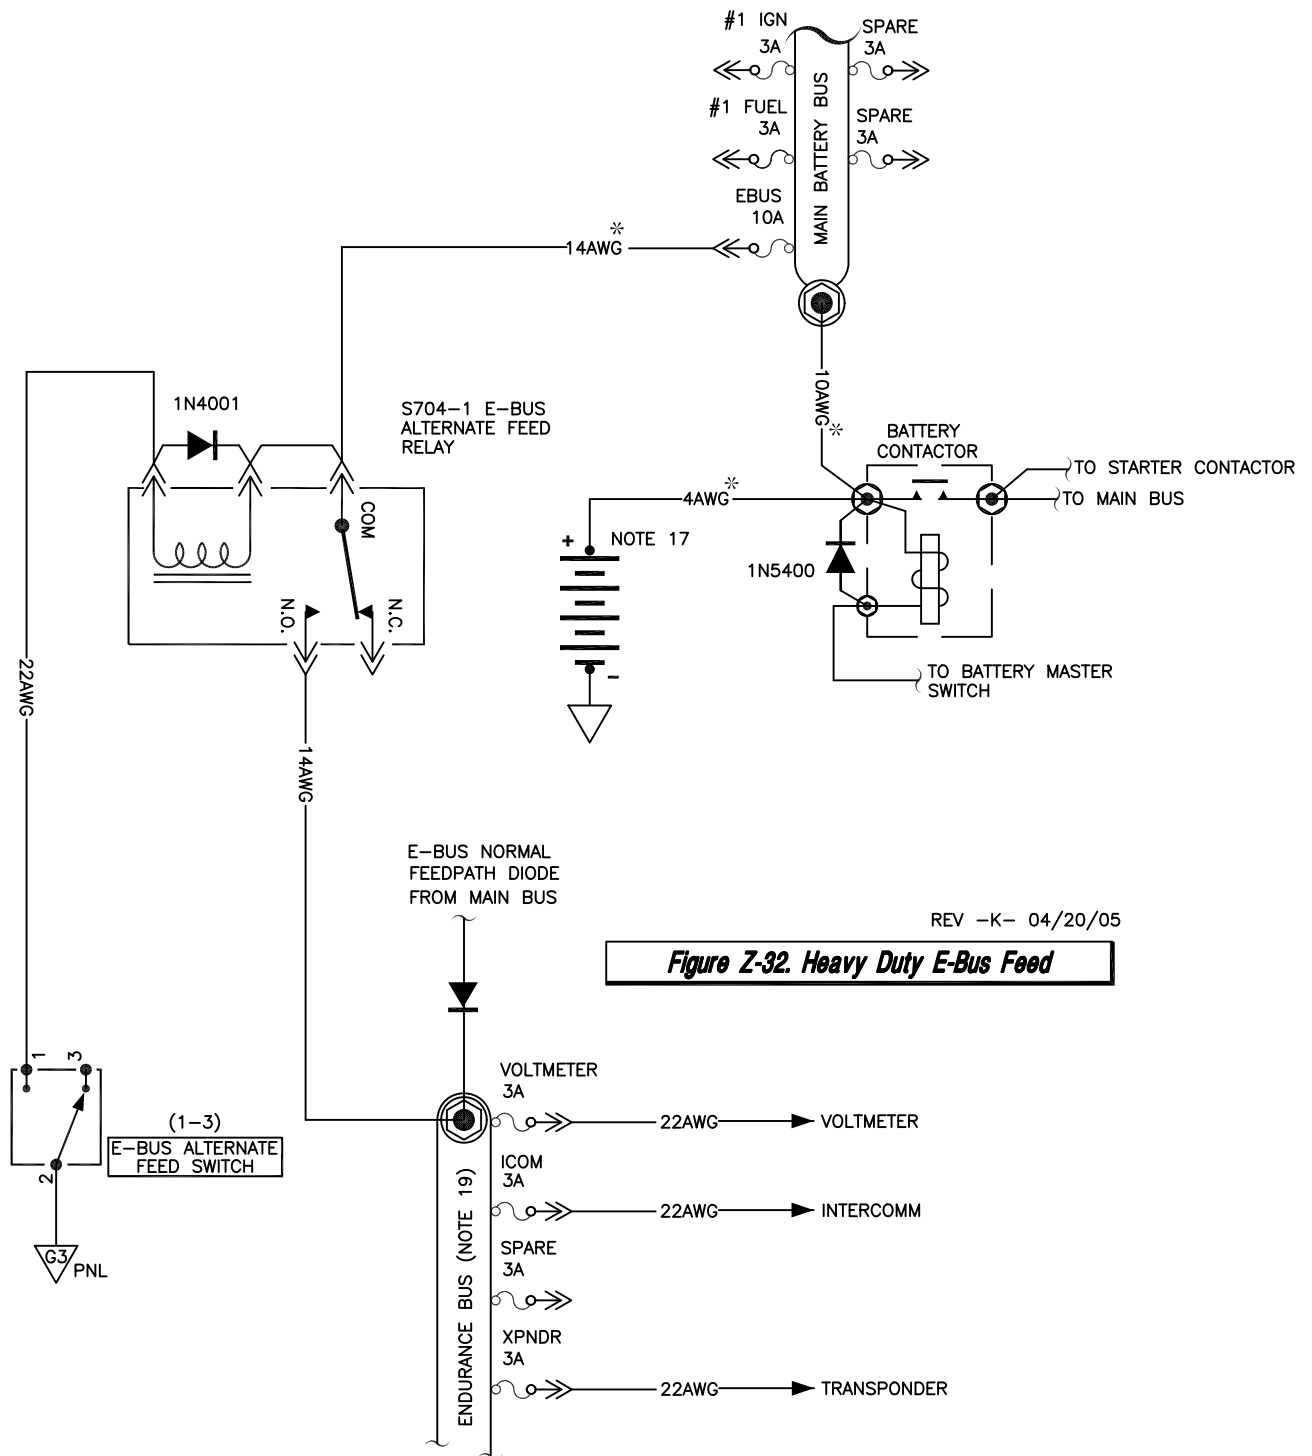 #1 IGN
3A
SPARE
3A
#1 FUEL
3A
SPARE
3A
EBUS
10A
MAIN BATTERY BUS
14AWG*
10AWG*
1N4001
S704-1 E-BUS
ALTERNATE FEED
RELAY
BATTERY
CONTACTOR
TO STARTER CONTACTOR
TO MAIN BUS
4AWG*
+
NOTE 17
1N5400
COM
N.O.
N.C.
-
TO BATTERY MASTER
SWITCH
22AWG
14AWG
E-BUS NORMAL
FEEDPATH DIODE
FROM MAIN BUS
REV -K- 04/20/05
Figure Z-32. Heavy Duty E-Bus Feed
1
3
2
(1-3)
E-BUS ALTERNATE
FEED SWITCH
G3
PNL
VOLTMETER
3A
22AWG
VOLTMETER
ICOM
3A
22AWG
INTERCOMM
SPARE
3A
XPNDR
3A
22AWG
TRANSPONDER
ENDURANCE BUS (NOTE 19)